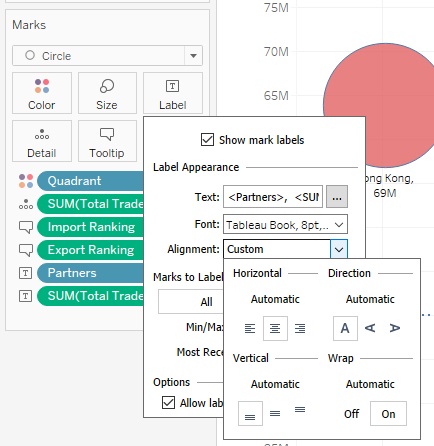 Marks
Circle
Color
Size
Label
Detail
Tooltip
Quadrant
SUM(Total Trade
Import Ranking
Export Ranking
Partners
SUM(Total Trade
75M
70M
65M
ong Kong,
69M
Show mark labels
Label Appearance
Text: <Partners>, <SUM ...
Font: Tableau Book, 8pt,...
Alignment: Custom
Marks to Label
All
Min/Max
Most Rece
Options
Allow lab
Horizontal Direction
Automatic Automatic
A A A
Vertical Wrap
Automatic Automatic
Off On